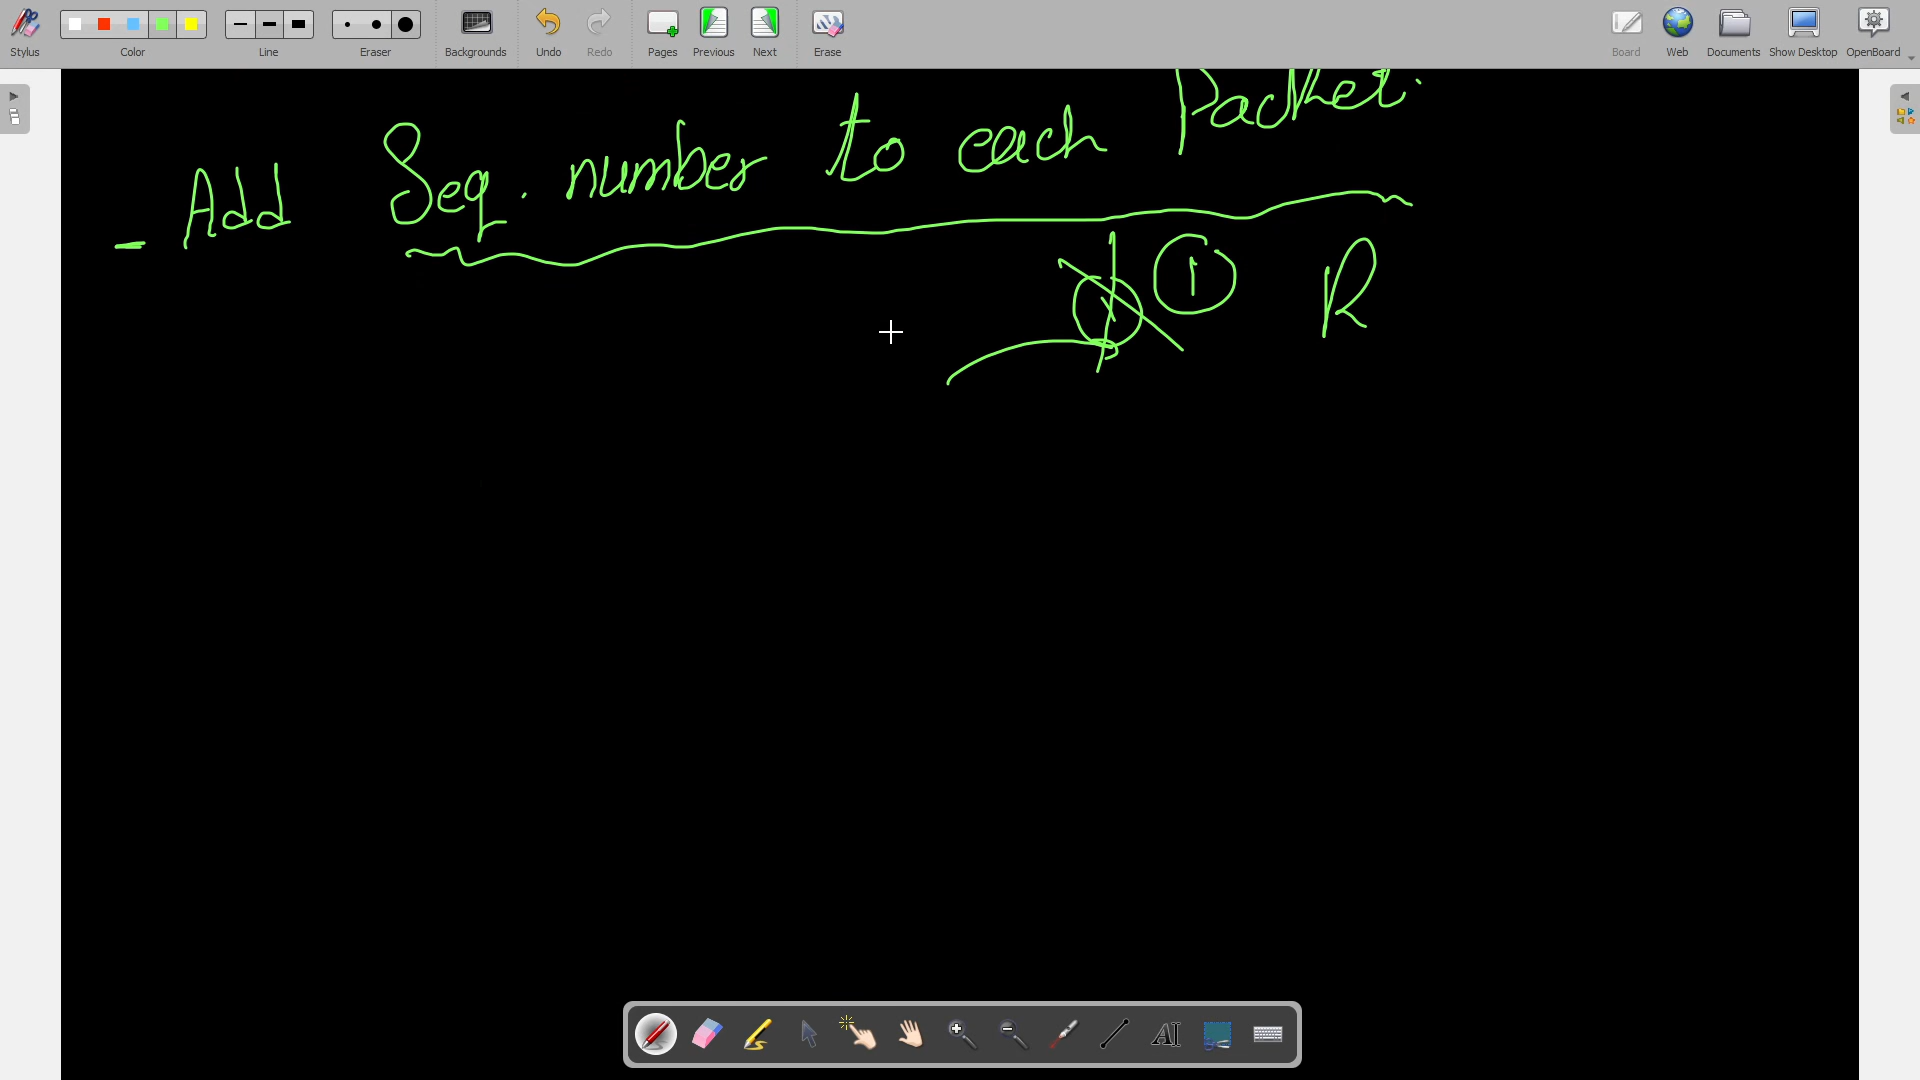 Stylus Color Line Eraser Backgrounds Undo Redo Pages Previous Next Erase Board Web Documents Show Desktop OpenBoard
- Add Seq. number to each Packet.
1 1 R